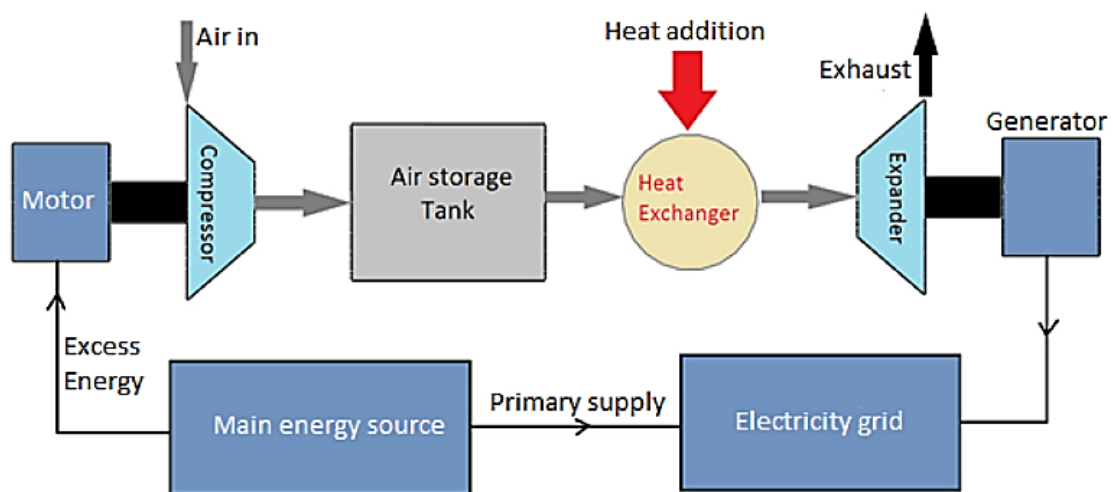 Air in
Heat addition
Exhaust
Generator
Motor
Compressor
Air storage
Tank
Heat
Exchanger
Expander
Excess
Energy
Main energy source
Primary supply
Electricity grid